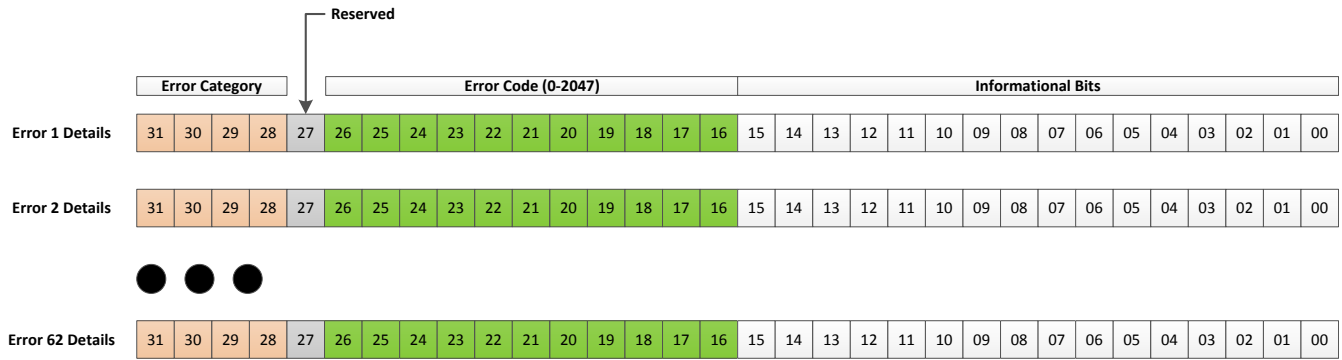 Reserved
Error Category Error Code (0-2047) Informational Bits
Error 1 Details 31 30 29 28 27 26 25 24 23 22 21 20 19 18 17 16 15 14 13 12 11 10 09 08 07 06 05 04 03 02 01 00
Error 2 Details 31 30 29 28 27 26 25 24 23 22 21 20 19 18 17 16 15 14 13 12 11 10 09 08 07 06 05 04 03 02 01 00
Error 62 Details 31 30 29 28 27 26 25 24 23 22 21 20 19 18 17 16 15 14 13 12 11 10 09 08 07 06 05 04 03 02 01 00